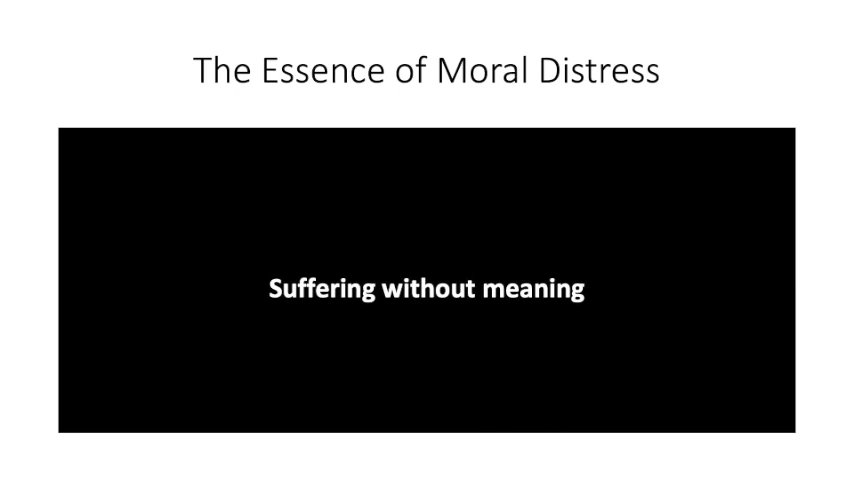 The Essence of Moral Distress
Suffering without meaning